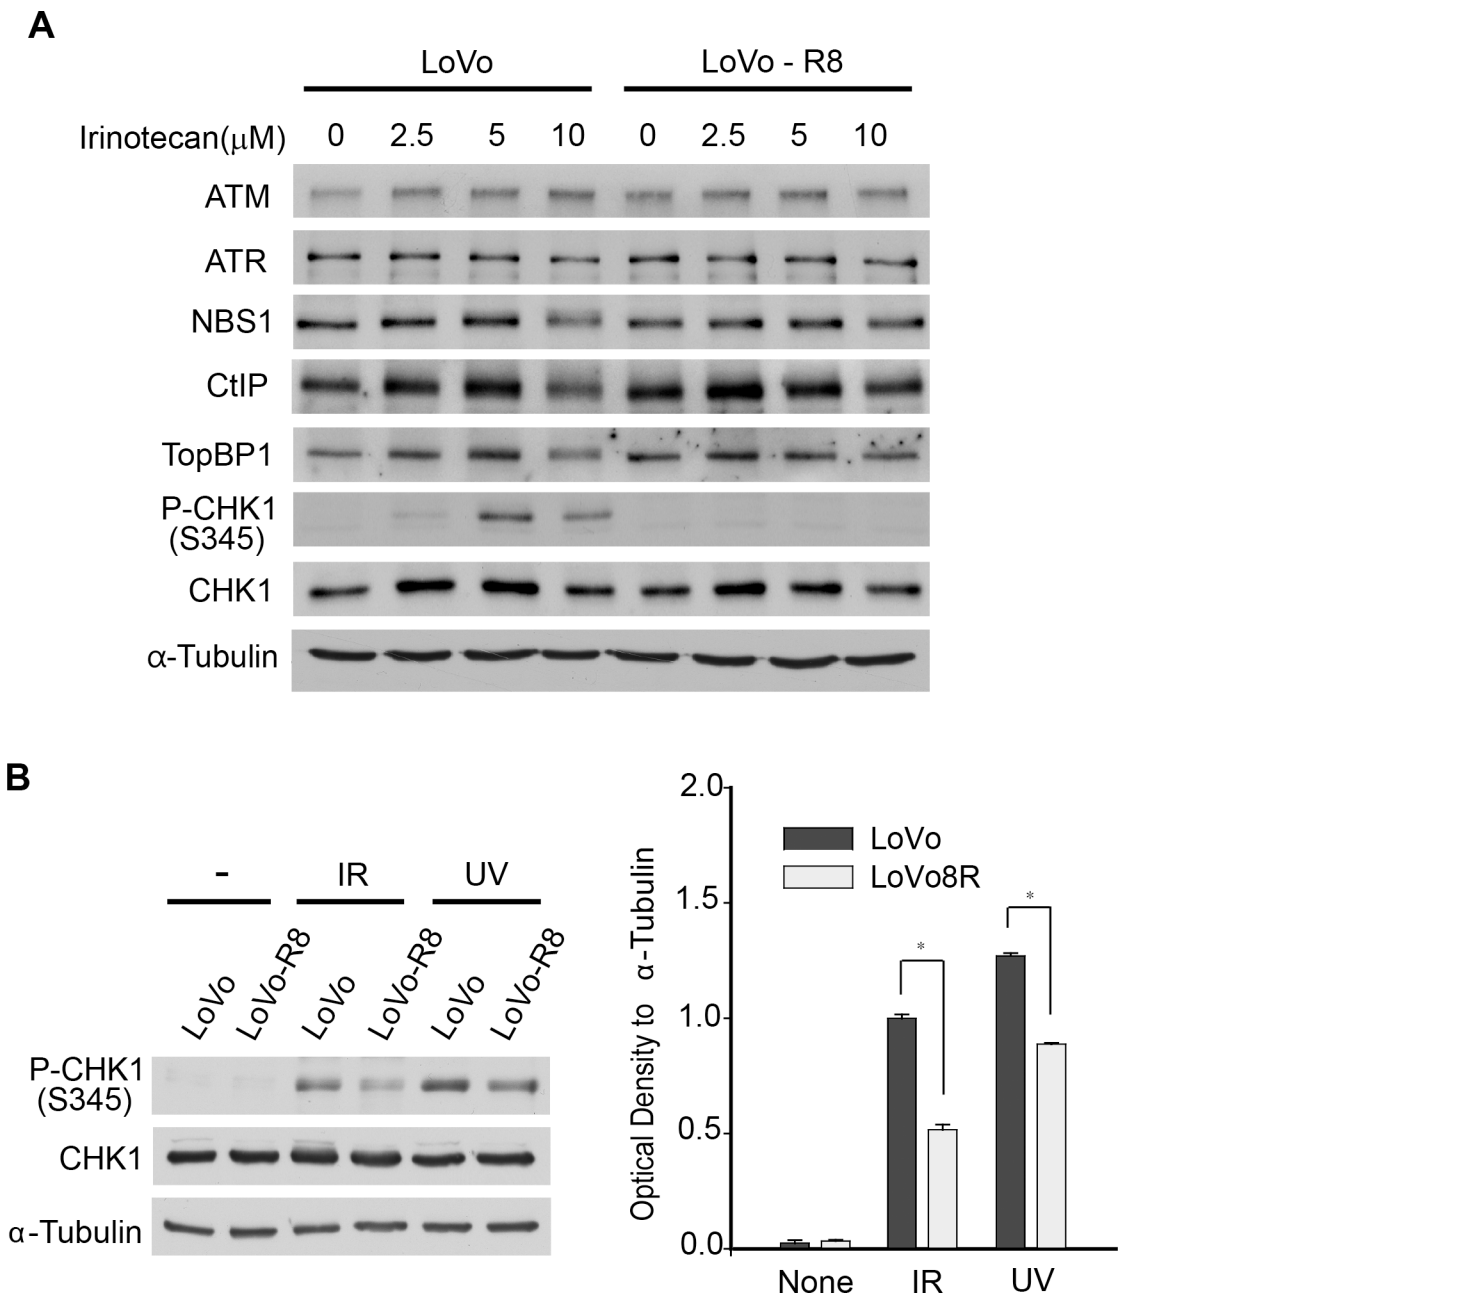 A
LoVo LoVo - R8
Irinotecan(μM) 0 2.5 5 10 0 2.5 5 10
ATM
ATR
NBS1
CtIP
TopBP1
P-CHK1
(S345)
CHK1
α-Tubulin
B
- IR UV
LoVo LoVo-R8 LoVo LoVo-R8 LoVo LoVo-R8
P-CHK1
(S345)
CHK1
α-Tubulin
Optical Density to α-Tubulin
2.0
1.5
1.0
0.5
0.0
LoVo
LoVo8R
*
*
None IR UV